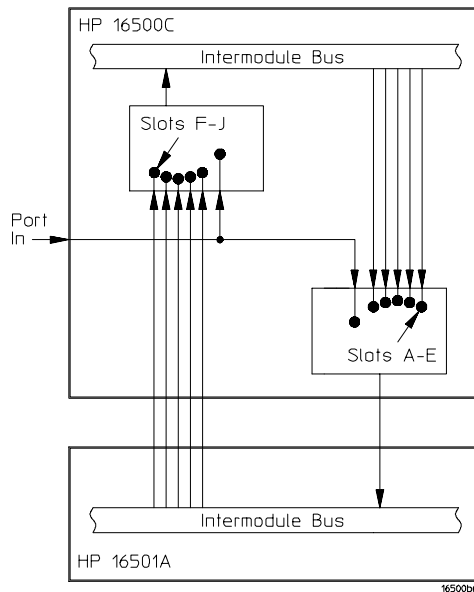 HP 16500C
Intermodule Bus
Slots F-J
Port
In
Slots A-E
Intermodule Bus
HP 16501A